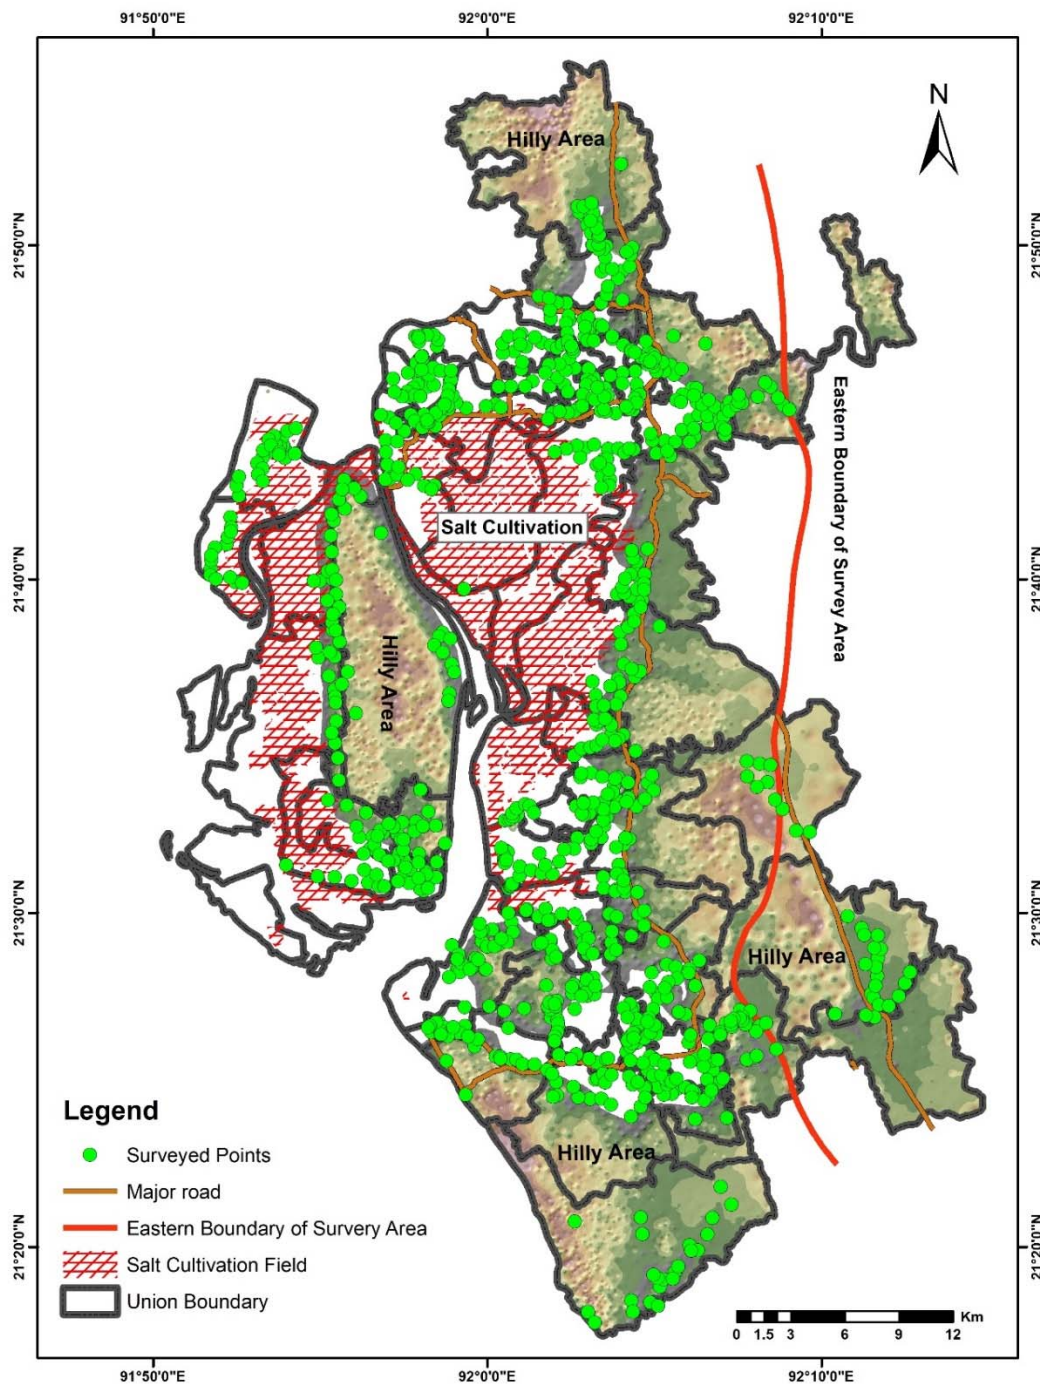 91°50'0"E
92°0'0"E
92°10'0"E
N
Hilly Area
21°50'0"N
21°50'0"N
Eastern Boundary of Survey Area
Salt Cultivation
21°40'0"N
21°40'0"N
Hilly Area
21°30'0"N
21°30'0"N
Hilly Area
Legend
Surveyed Points
Hilly Area
Major road
Eastern Boundary of Survery Area
21°20'0"N
21°20'0"N
Salt Cultivation Field
Union Boundary
Km
0 1.5 3 6 9 12
91°50'0"E
92°0'0"E
92°10'0"E